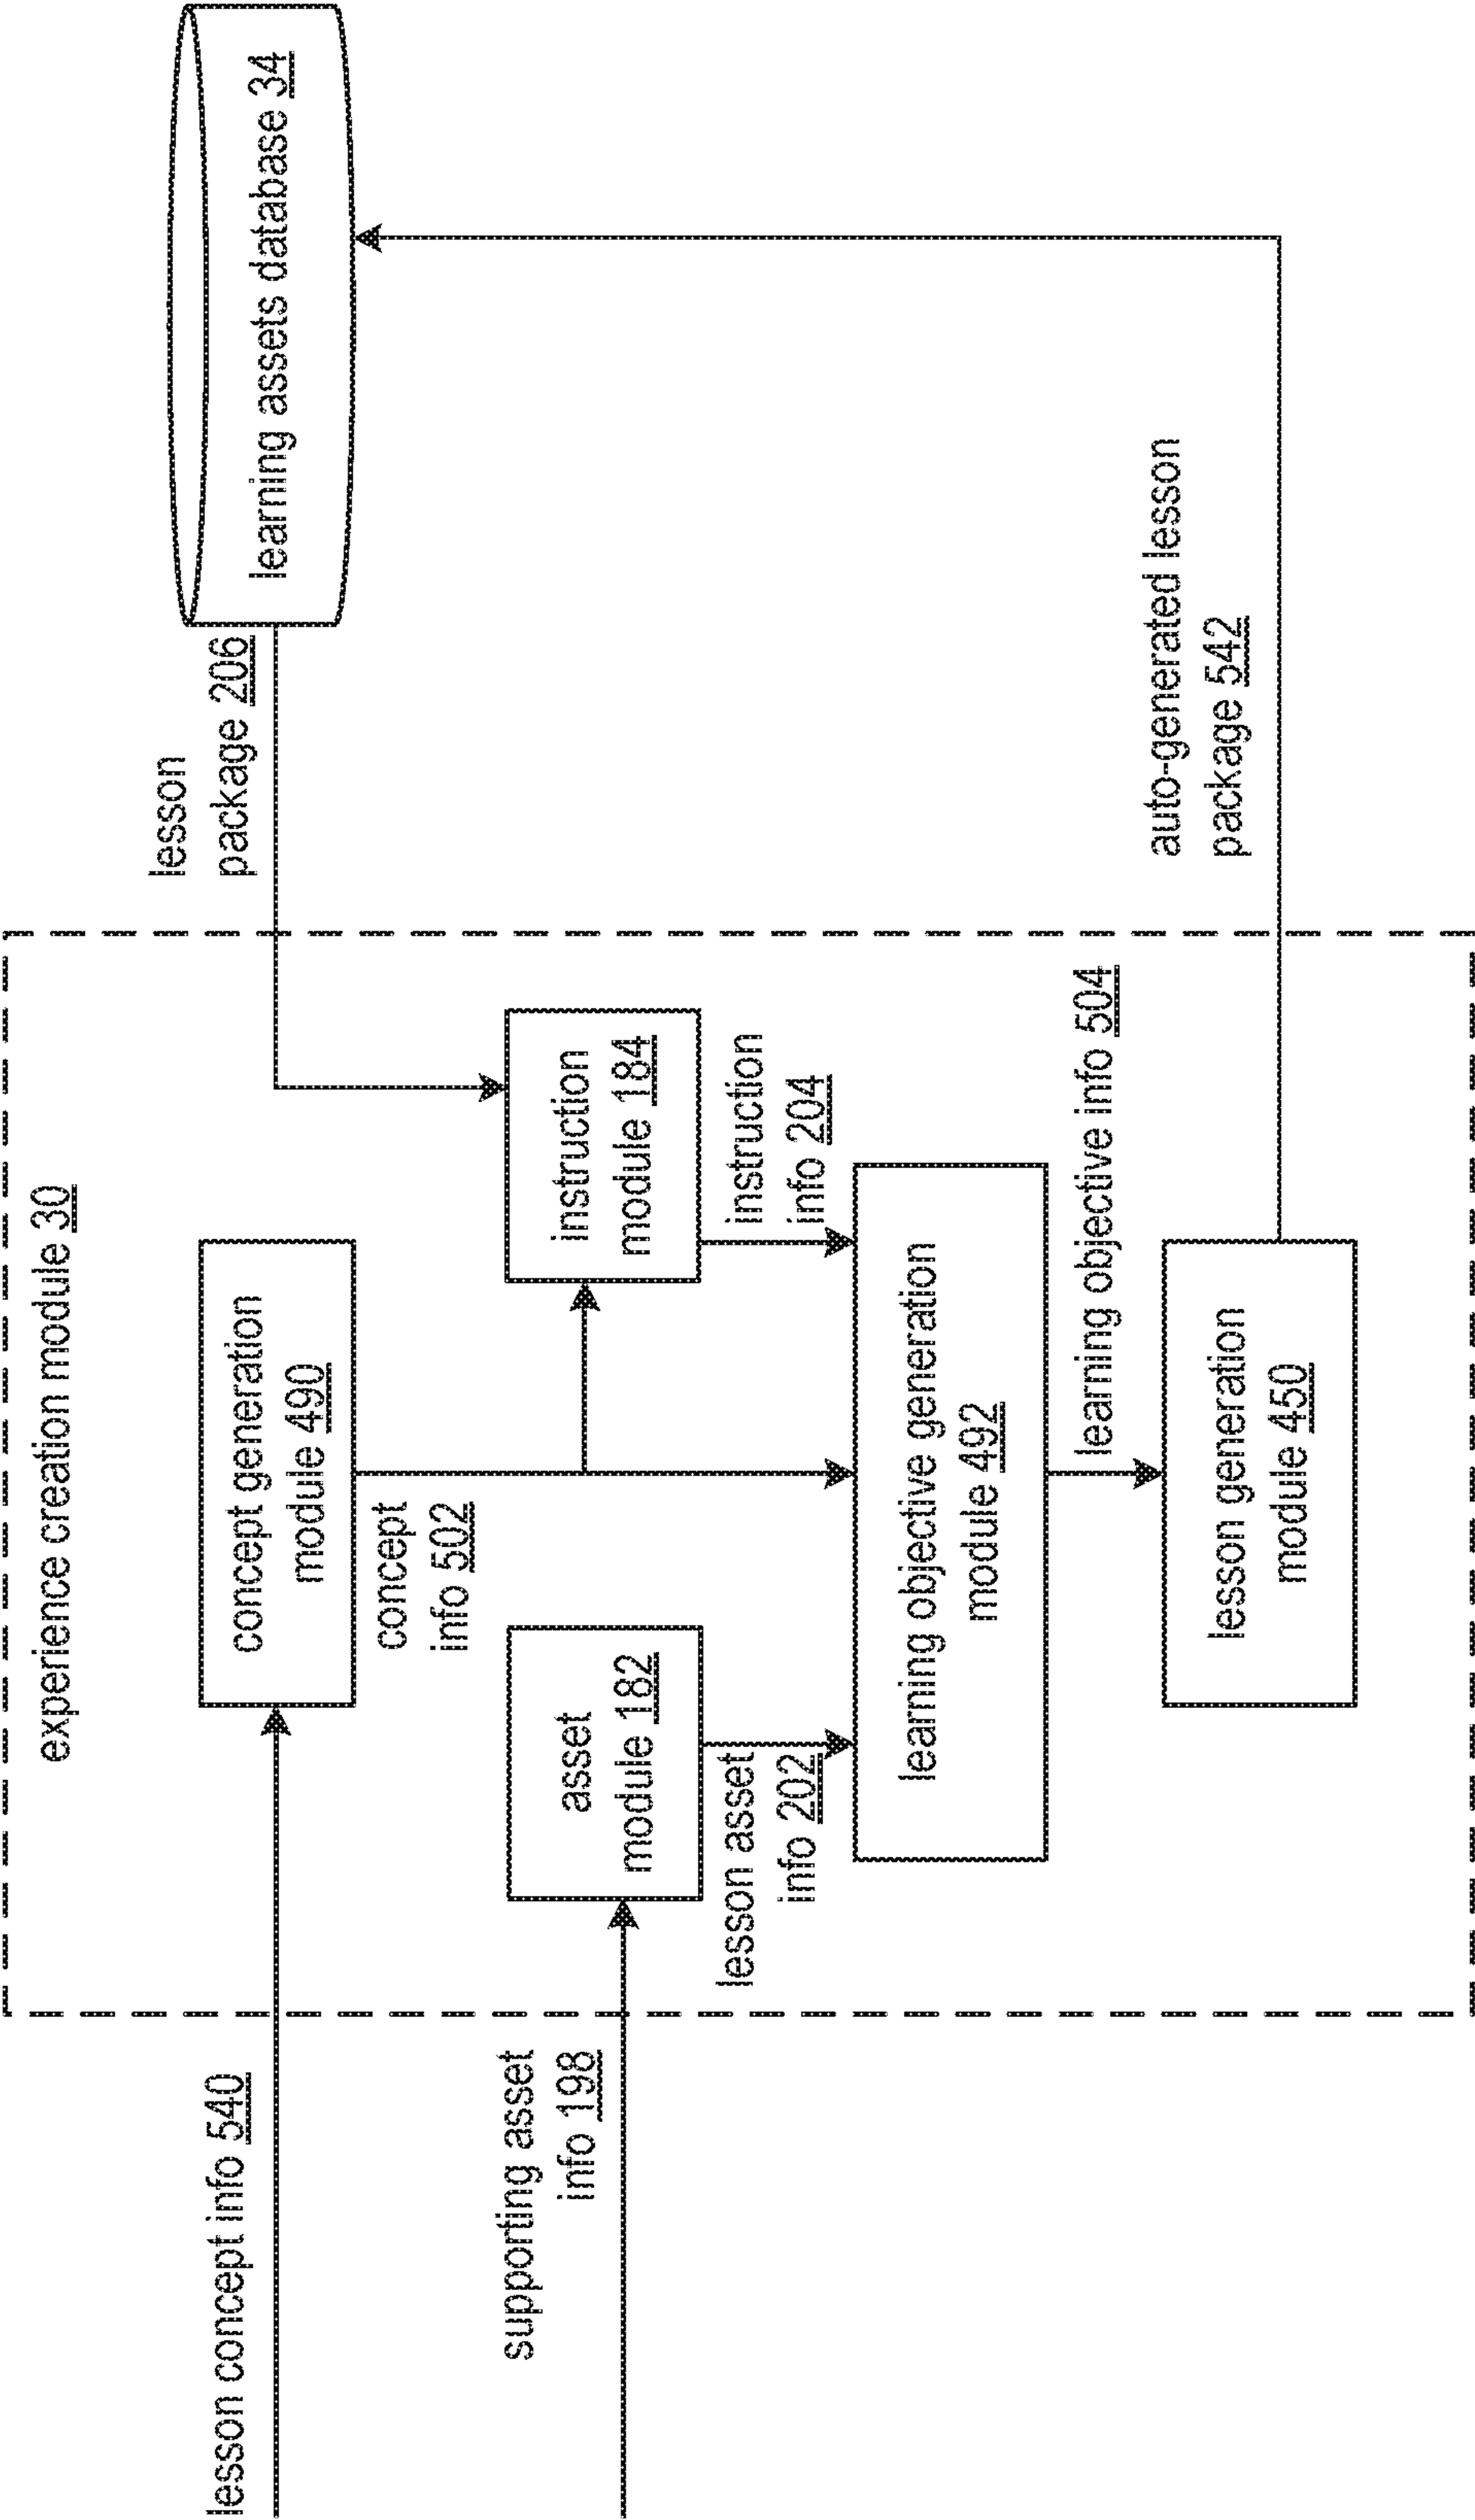 experience creation module 30
lesson concept info 540
concept generation
module 490
lesson
package 206
learning assets database 34
concept
info 502
supporting asset
info 198
asset
module 182
instruction
module 184
lesson asset
info 202
instruction
info 204
learning objective generation
module 492
learning objective info 504
lesson generation
module 450
auto-generated lesson
package 542